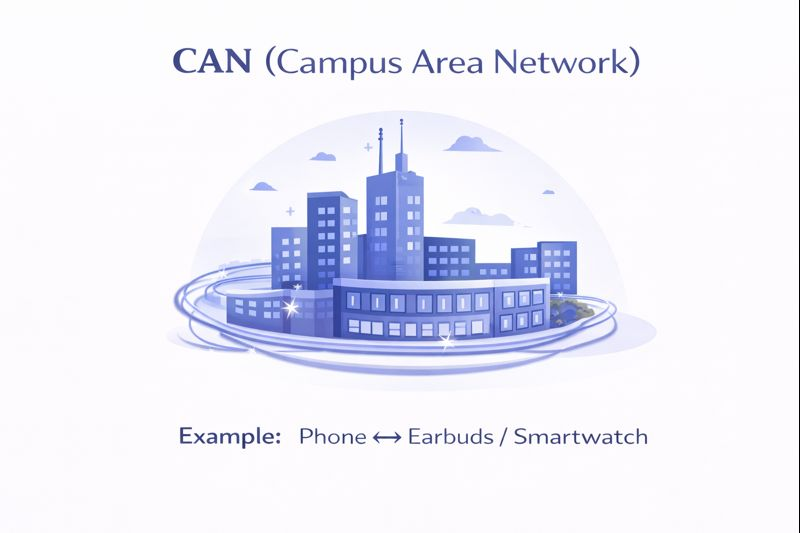 CAN (Campus Area Network)
Example: Phone ↔ Earbuds / Smartwatch